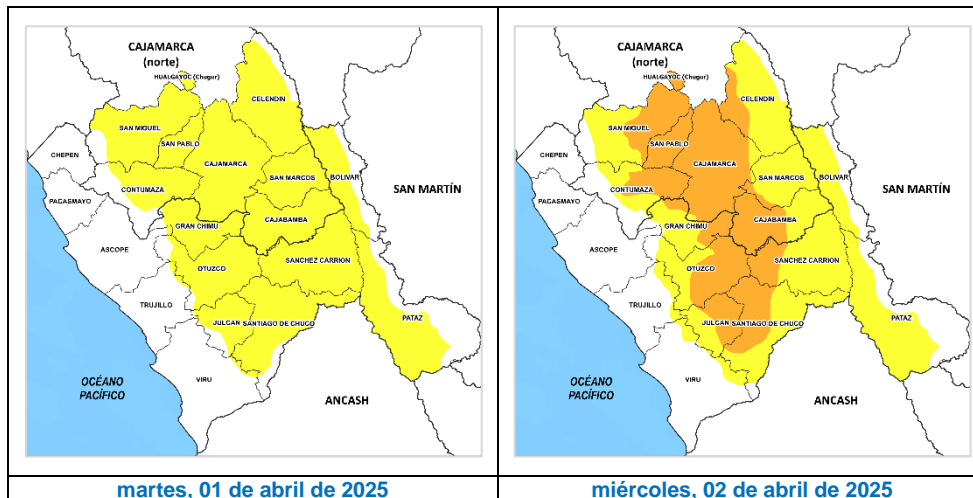 CAJAMARCA
(norte)
HUALGAYOC (Chugur)
CELENDIN
SAN MIGUEL
SAN PABLO
CHEPEN
CAJAMARCA
BOLIVAR
SAN MARCOS
SAN MARTÍN
CONTUMAZA
PACASMAYO
CAJABAMBA
GRAN CHIMU
ASCOPE
SANCHEZ CARRION
OTUZCO
TRUJILLO
PATAZ
JULCAN
SANTIAGO DE CHUCO
VIRU
OCÉANO
PACÍFICO
ANCASH
martes, 01 de abril de 2025
CAJAMARCA
(norte)
HUALGAYOC (Chugur)
CELENDIN
SAN MIGUEL
SAN PABLO
CHEPEN
CAJAMARCA
BOLIVAR
SAN MARCOS
SAN MARTÍN
CONTUMAZA
PACASMAYO
CAJABAMBA
GRAN CHIMU
ASCOPE
SANCHEZ CARRION
OTUZCO
TRUJILLO
PATAZ
JULCAN
SANTIAGO DE CHUCO
VIRU
OCÉANO
PACÍFICO
ANCASH
miércoles, 02 de abril de 2025